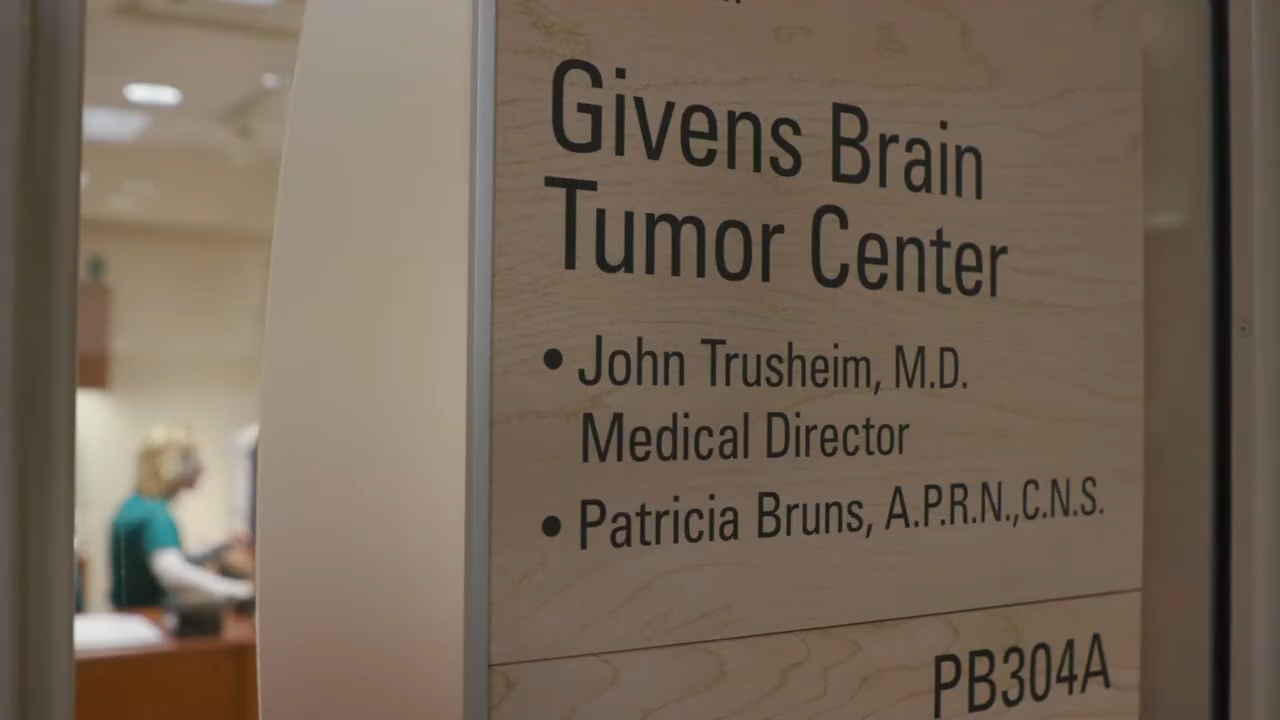 Givens Brain
Tumor Center
• John Trusheim, M.D.
Medical Director
• Patricia Bruns, A.P.R.N.,C.N.S.
PB304A